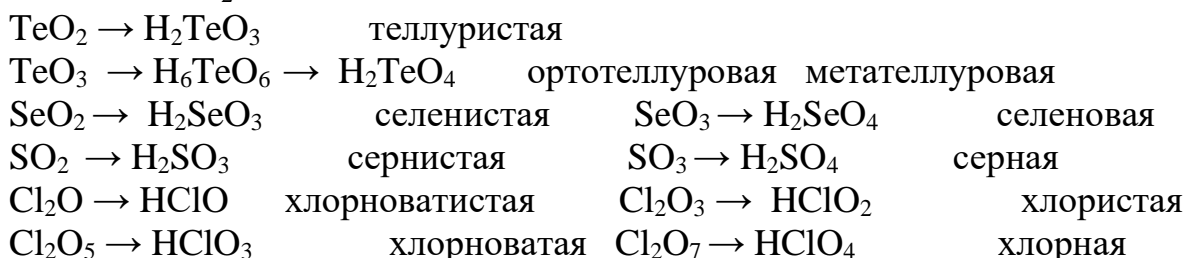 TeO₂ → H₂TeO₃ теллуристая
TeO₃ → H₆TeO₆ → H₂TeO₄ ортотеллуровая метателлуровая
SeO₂ → H₂SeO₃ селенистая SeO₃ → H₂SeO₄ селеновая
SO₂ → H₂SO₃ сернистая SO₃ → H₂SO₄ серная
Cl₂O → HClO хлорноватистая Cl₂O₃ → HClO₂ хлористая
Cl₂O₅ → HClO₃ хлорноватая Cl₂O₇ → HClO₄ хлорная